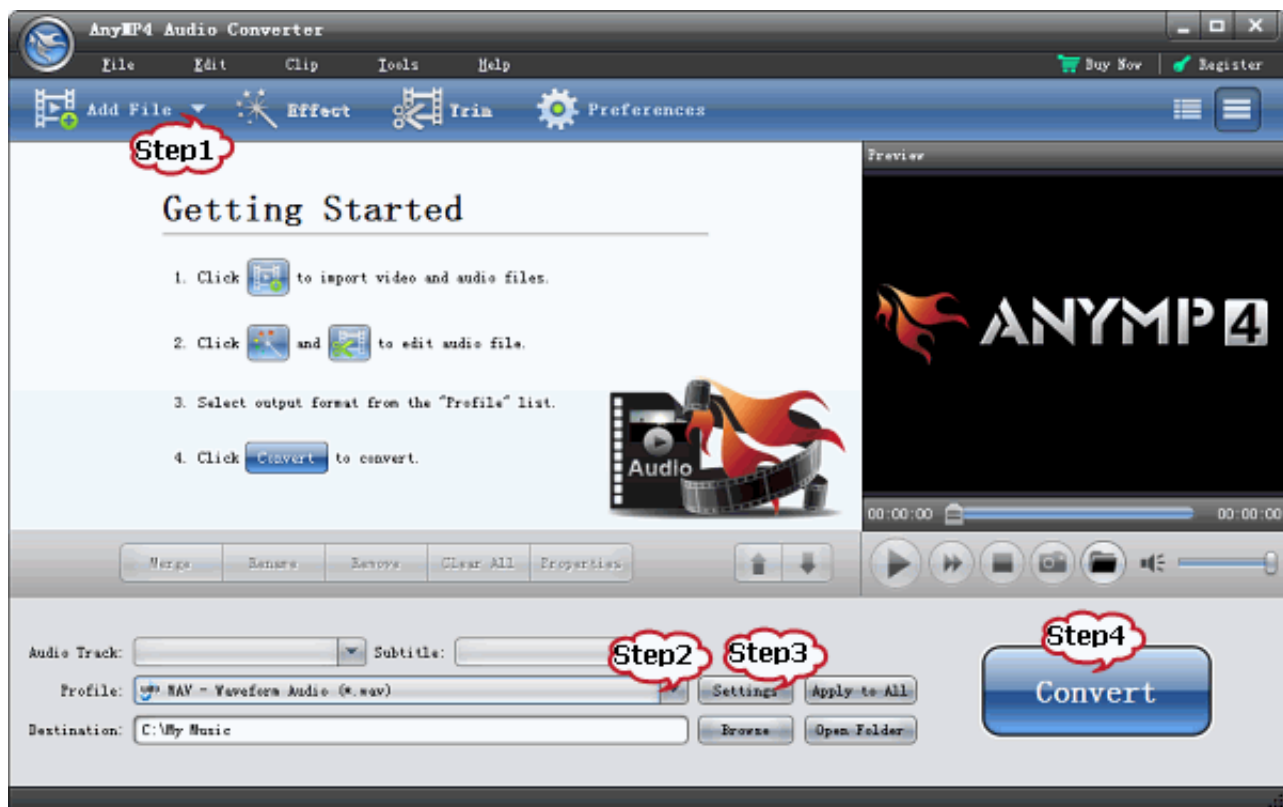 AnyMP4 Audio Converter
File Edit Clip Tools Help Buy Now Register
Add File Effect Trim Preferences
Step1
Preview
Getting Started
1. Click to import video and audio files.
2. Click and to edit audio file.
3. Select output format from the "Profile" list.
4. Click Convert to convert.
Audio
ANYMP4
00:00:00 00:00:00
Merge Rename Remove Clear All Properties
Audio Track: Subtitle:
Step2 Step3 Step4
Profile: WAV - Waveform Audio (*.wav) Settings Apply to All Convert
Destination: C:\My Music Browse Open Folder